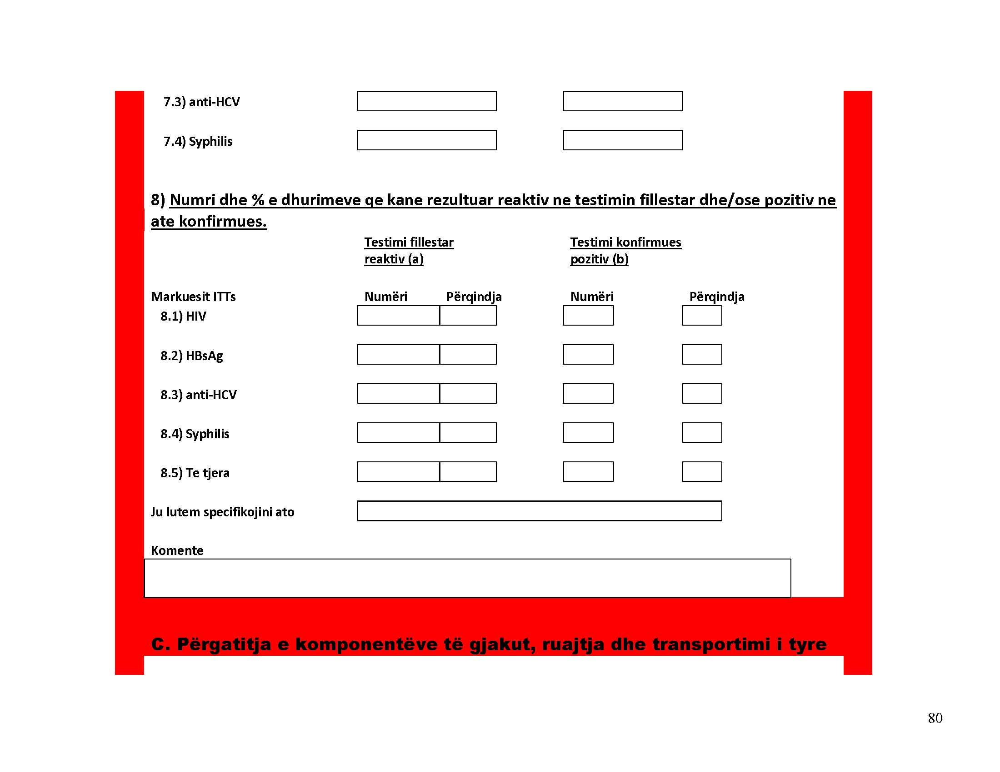 7.3) anti-HCV
7.4) Syphilis
8) Numri dhe % e dhurimeve qe kane rezultuar reaktiv ne testimin fillestar dhe/ose pozitiv ne
ate konfirmues.
Testimi fillestar Testimi konfirmues
reaktiv (a) pozitiv (b)
Markuesit ITTs Numëri Përqindja Numëri Përqindja
8.1) HIV
8.2) HBsAg
8.3) anti-HCV
8.4) Syphilis
8.5) Te tjera
Ju lutem specifikojini ato
Komente
C. Përgatitja e komponentëve të gjakut, ruajtja dhe transportimi i tyre
80